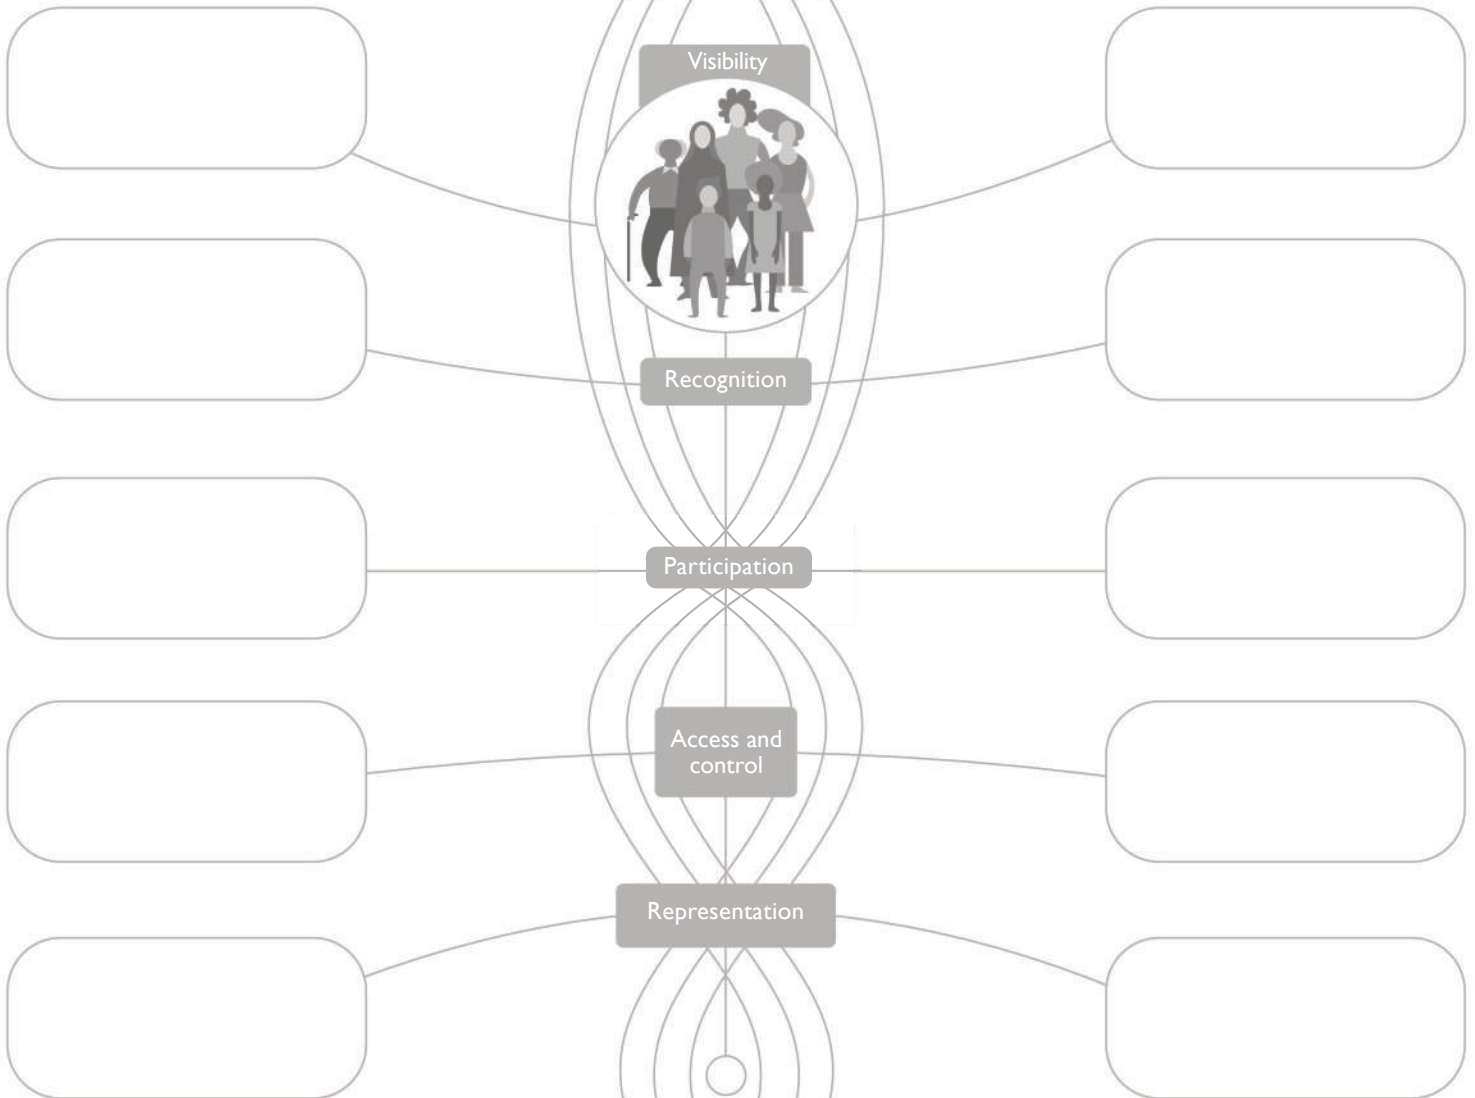 Visibility
Recognition
Participation
Access and
control
Representation